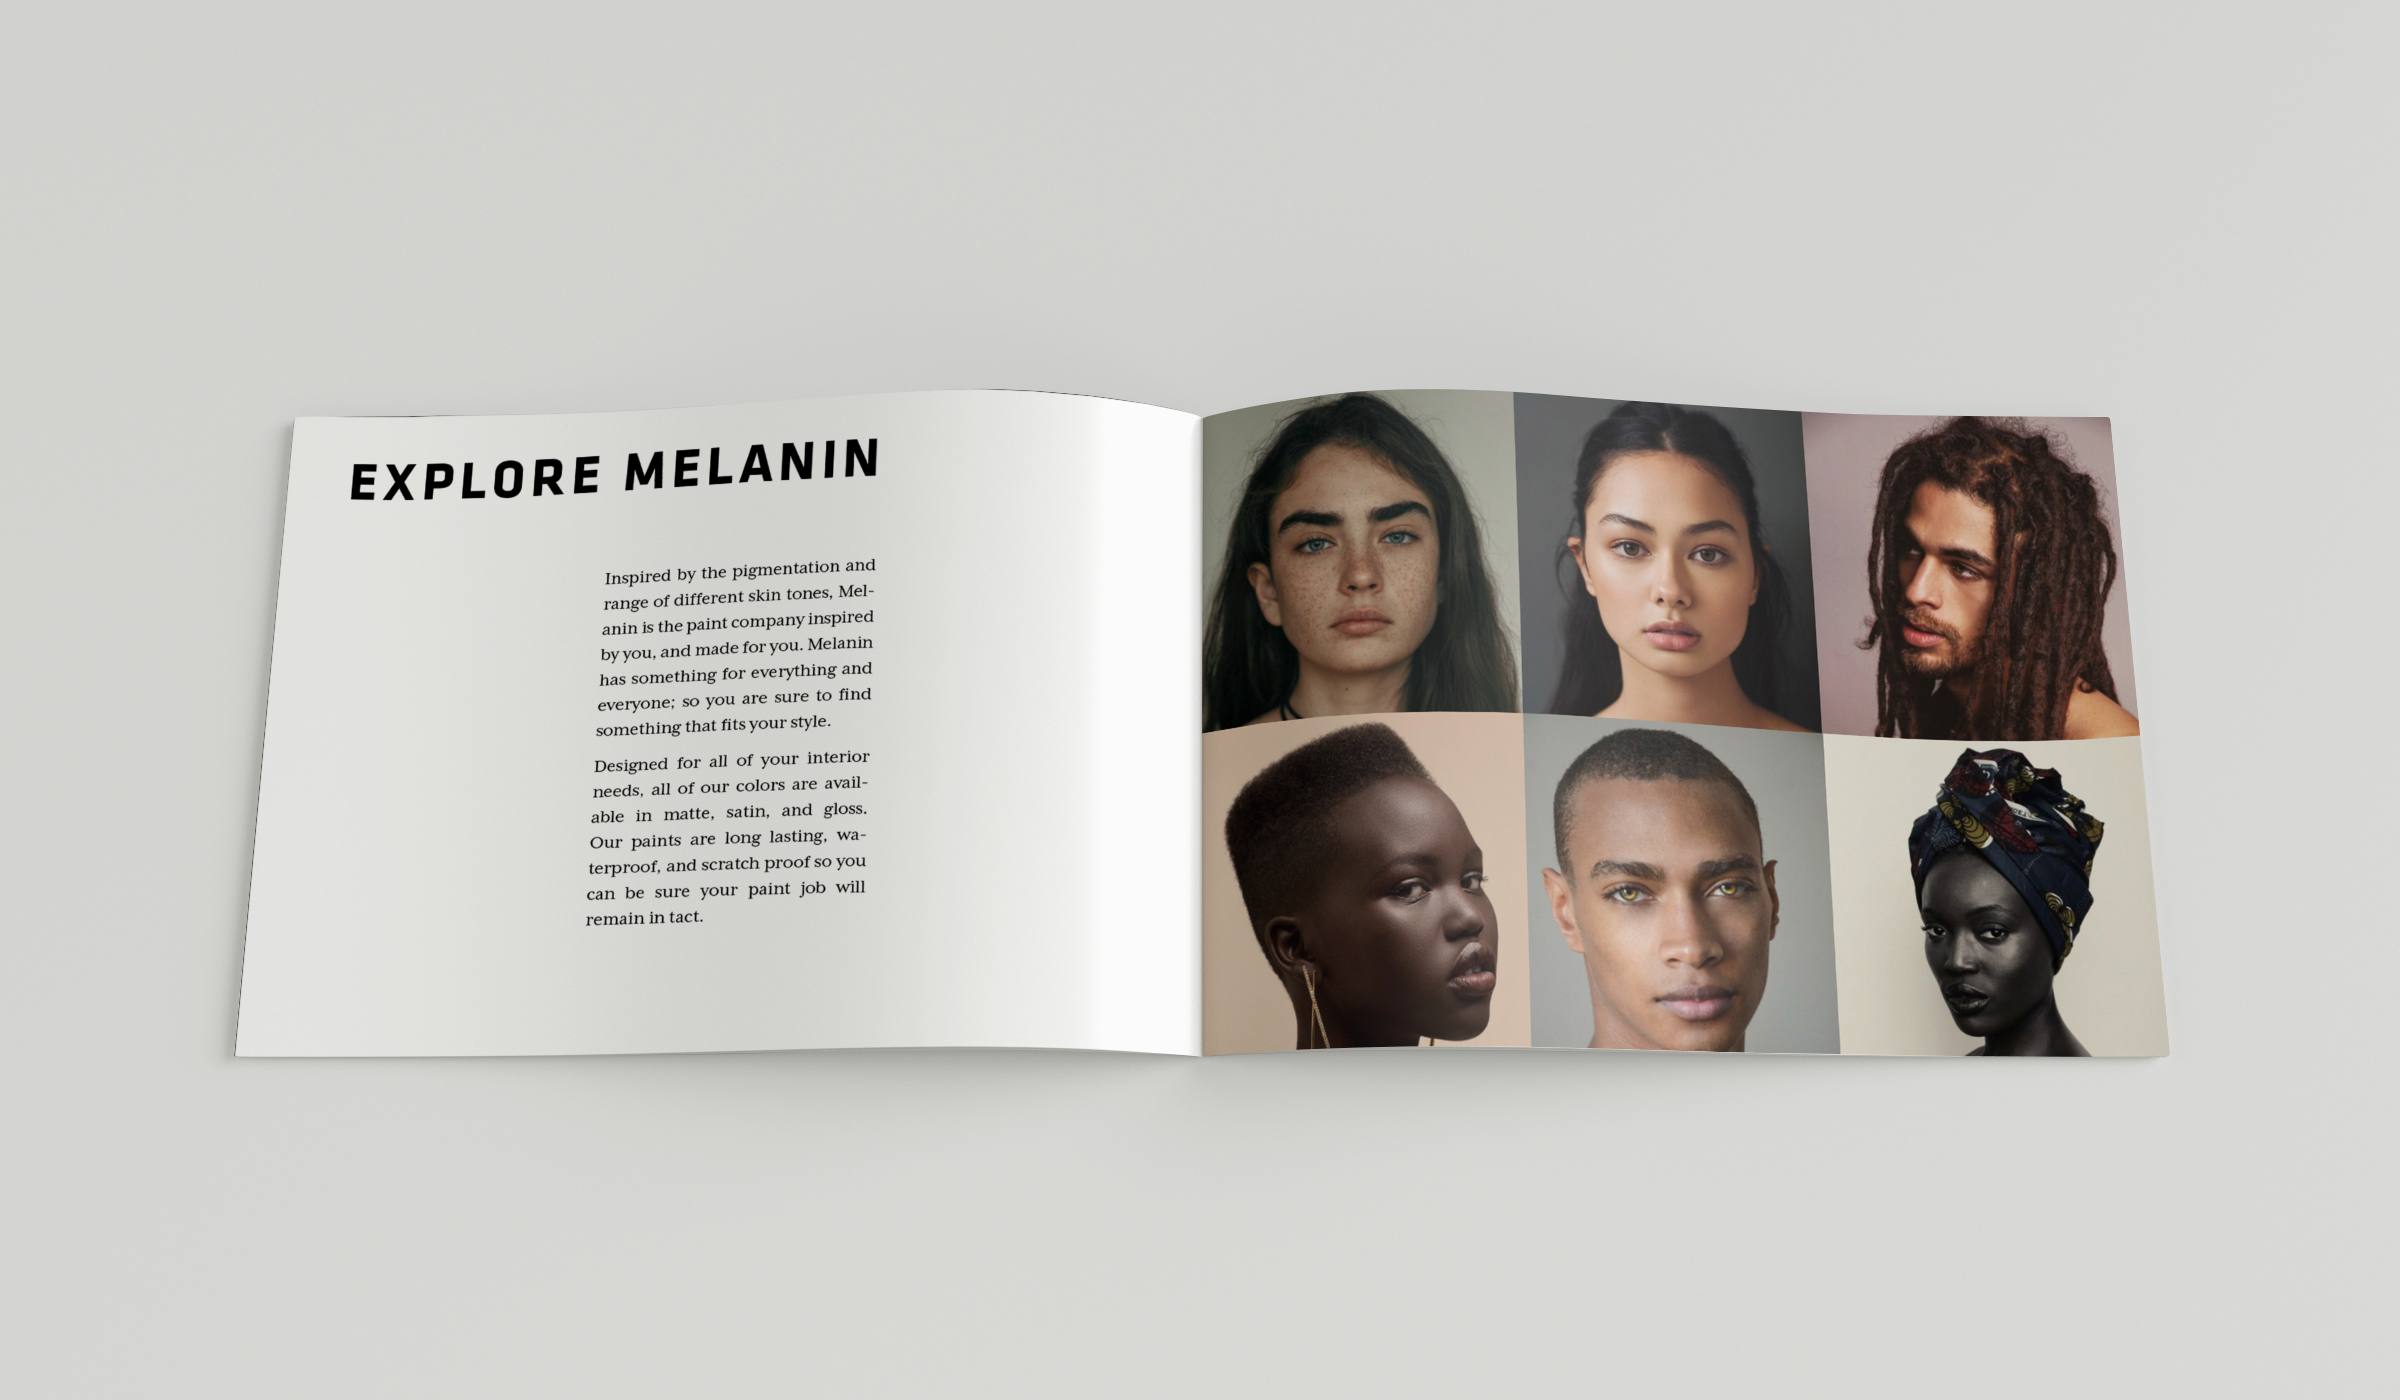 EXPLORE MELANIN
Inspired by the pigmentation and
range of different skin tones, Mel-
anin is the paint company inspired
by you, and made for you. Melanin
has something for everything and
everyone; so you are sure to find
something that fits your style.
Designed for all of your interior
needs, all of our colors are avail-
able in matte, satin, and gloss.
Our paints are long lasting, wa-
terproof, and scratch proof so you
can be sure your paint job will
remain in tact.